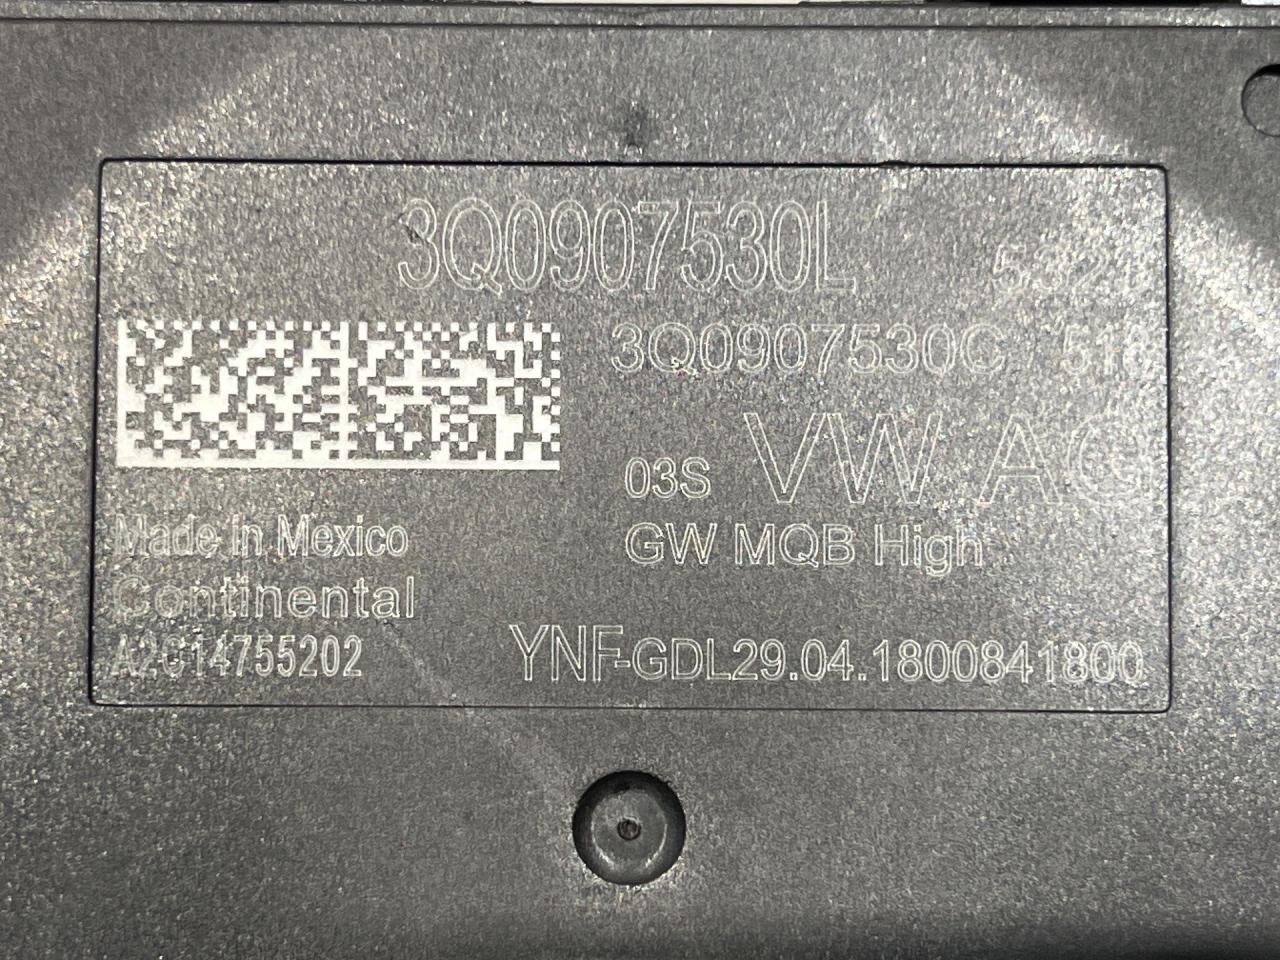 3Q0907530L
3Q0907530C
03S VW AG
GW MQB High
Made in Mexico
Continental
A2C14755202
YNF-GDL29.04.1800841800